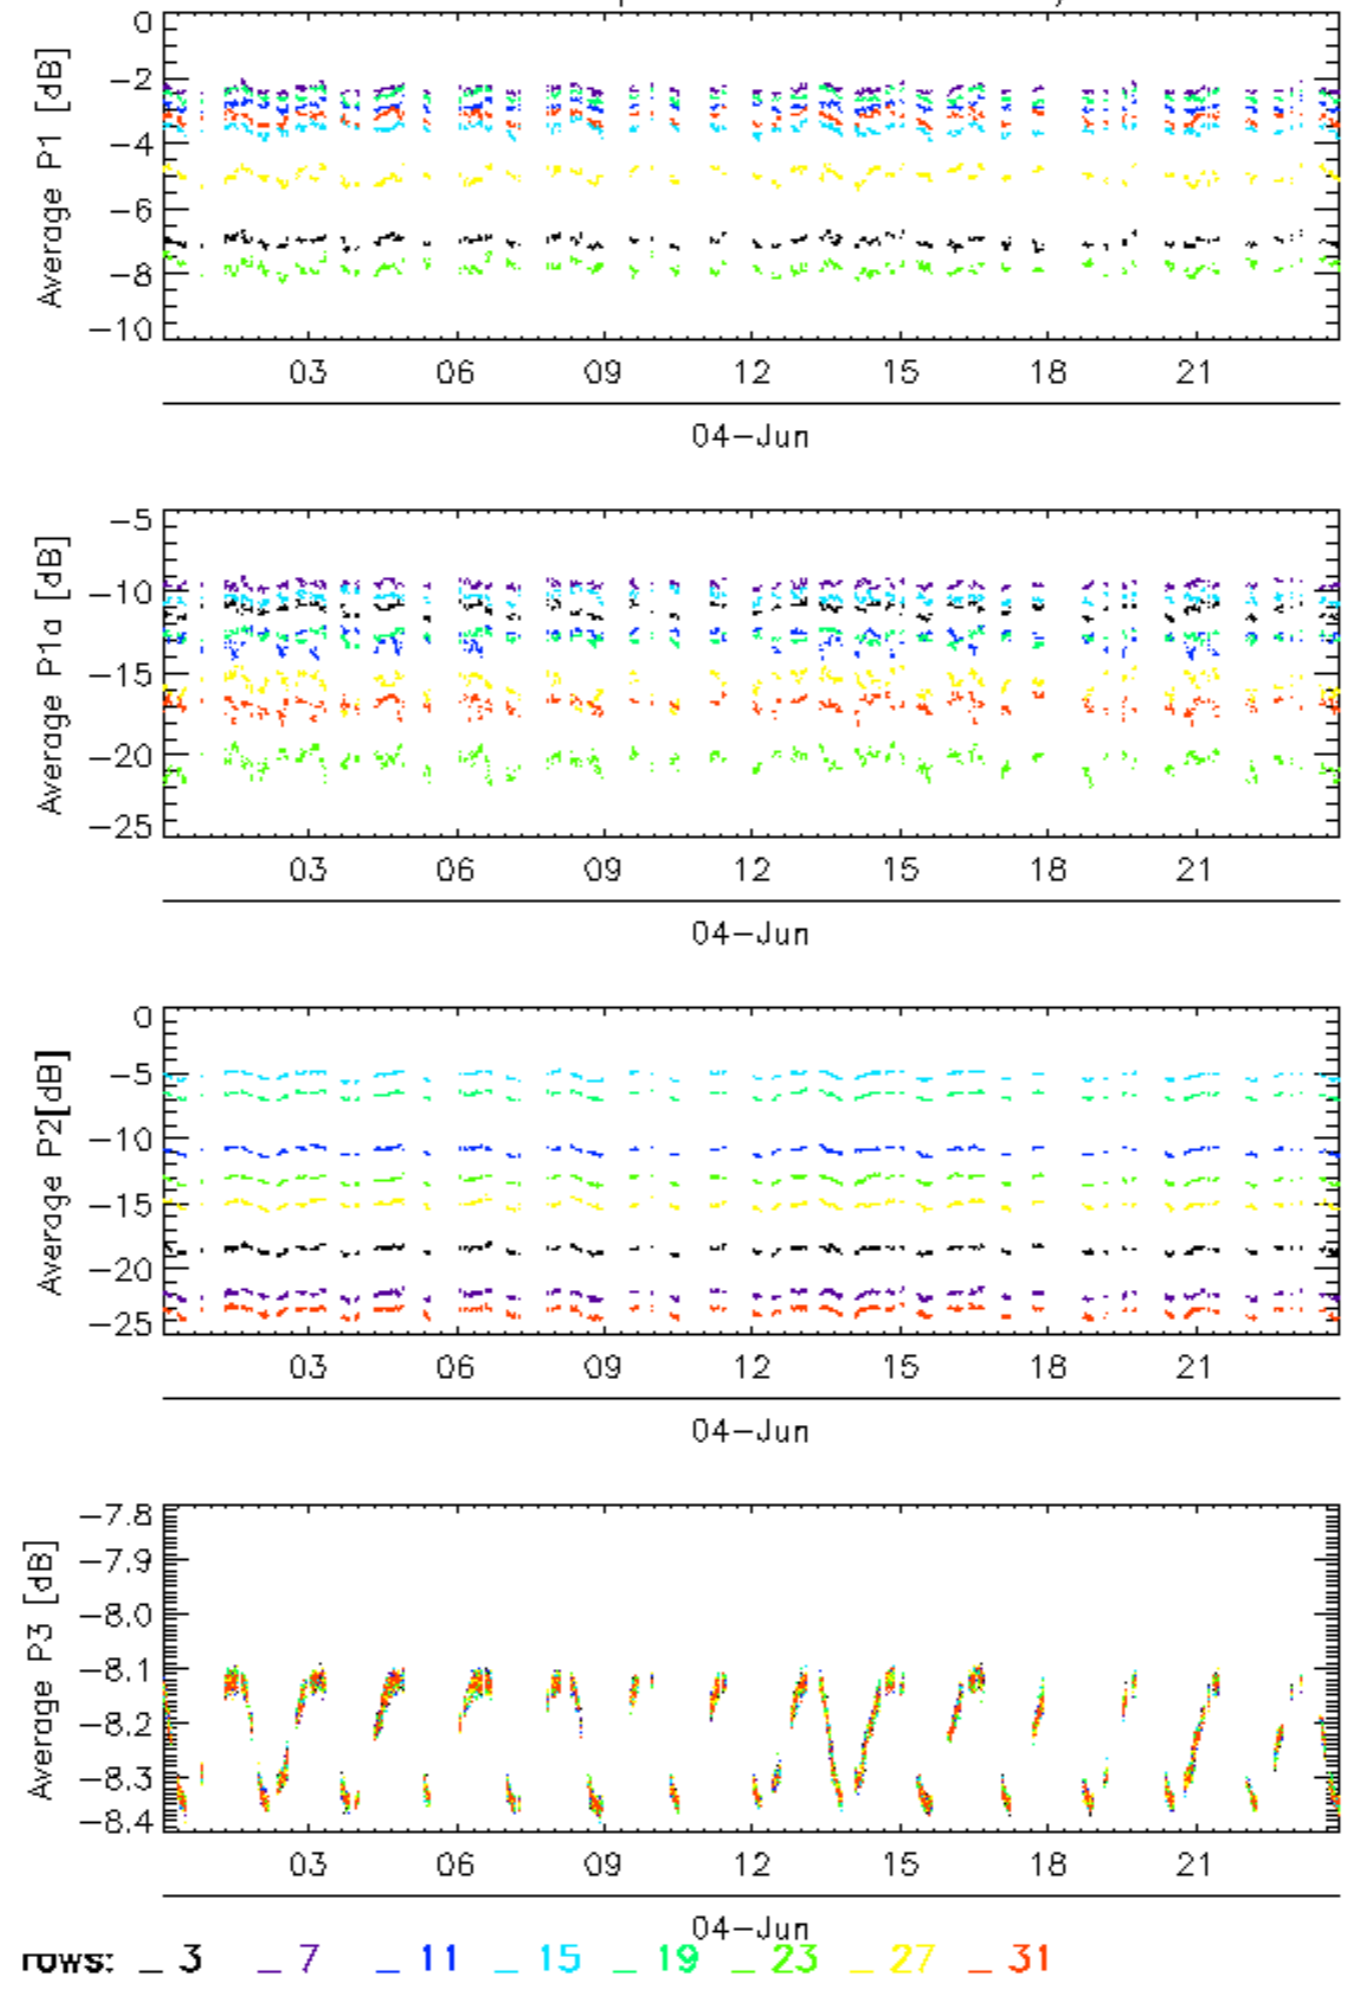 0
-2
-4
-6
-8
-10
Average P1 [dB]
03 06 09 12 15 18 21
04-Jun
-5
-10
-15
-20
-25
Average P1a [dB]
03 06 09 12 15 18 21
04-Jun
0
-5
-10
-15
-20
-25
Average P2[dB]
03 06 09 12 15 18 21
04-Jun
-7.8
-7.9
-8.0
-8.1
-8.2
-8.3
-8.4
Average P3 [dB]
03 06 09 12 15 18 21
04-Jun
rows: _ 3 _ 7 _ 11 _ 15 _ 19 _ 23 _ 27 _ 31